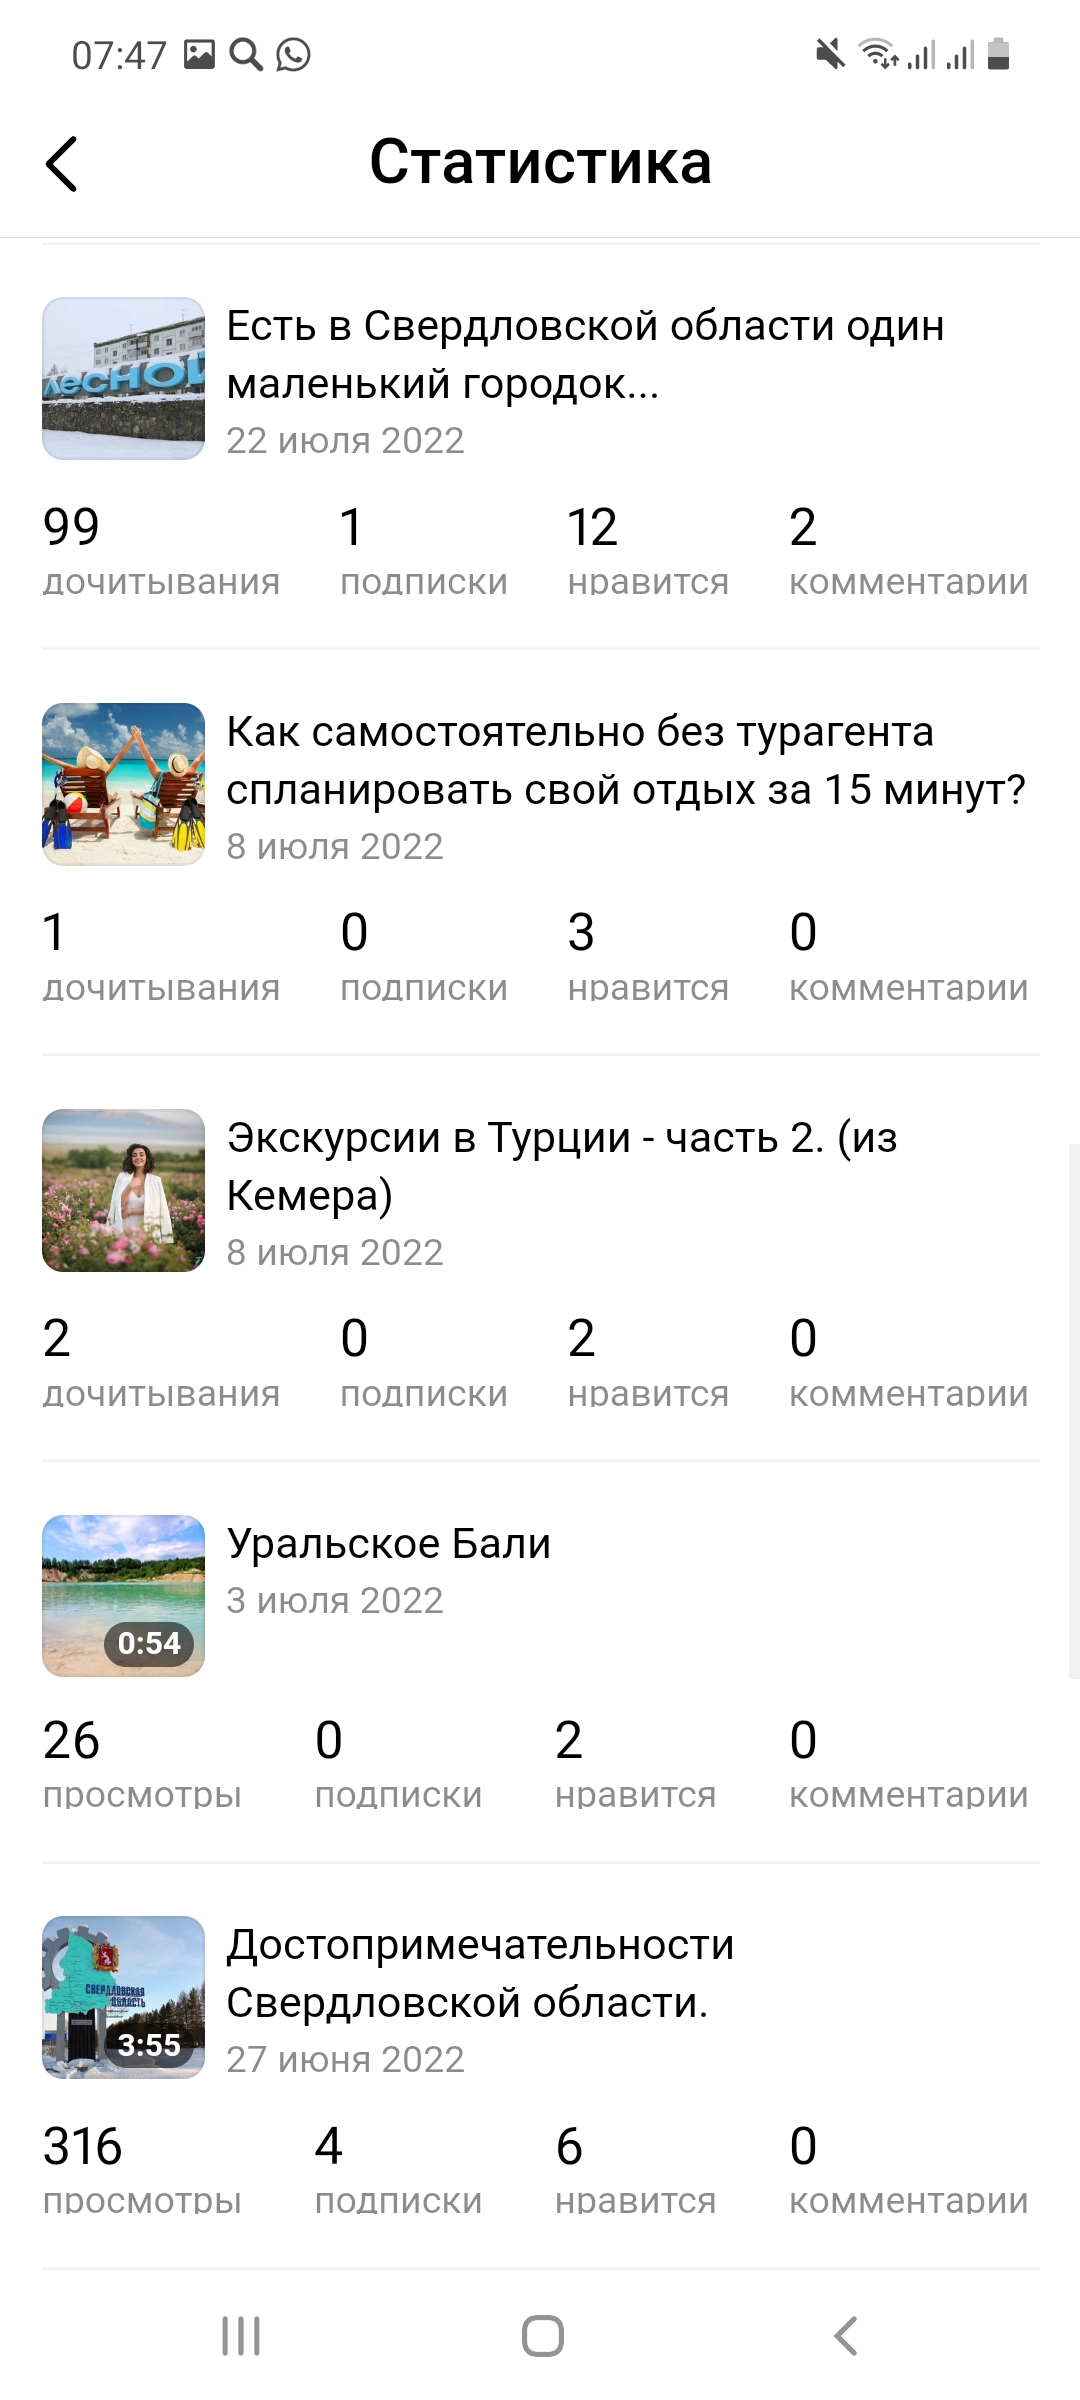 07:47
Статистика
лесной
Есть в Свердловской области один
маленький городок...
22 июля 2022
99 1 12 2
дочитывания подписки нравится комментарии
Как самостоятельно без турагента
спланировать свой отдых за 15 минут?
8 июля 2022
1 0 3 0
дочитывания подписки нравится комментарии
Экскурсии в Турции - часть 2. (из
Кемера)
8 июля 2022
2 0 2 0
дочитывания подписки нравится комментарии
Уральское Бали
3 июля 2022
0:54
26 0 2 0
просмотры подписки нравится комментарии
Достопримечательности
Свердловской области.
27 июня 2022
СВЕРДЛОВСКАЯ
ОБЛАСТЬ
3:55
316 4 6 0
просмотры подписки нравится комментарии